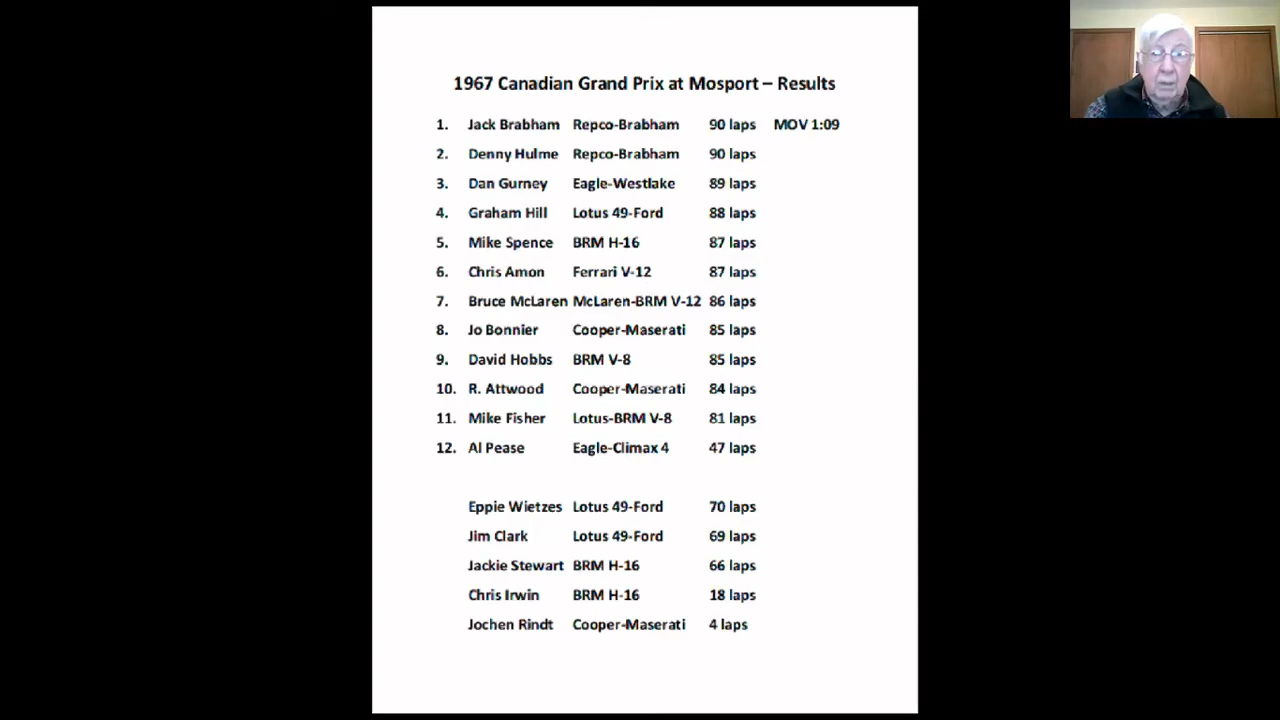 1967 Canadian Grand Prix at Mosport – Results
1. Jack Brabham Repco-Brabham 90 laps MOV 1:09
2. Denny Hulme Repco-Brabham 90 laps
3. Dan Gurney Eagle-Westlake 89 laps
4. Graham Hill Lotus 49-Ford 88 laps
5. Mike Spence BRM H-16 87 laps
6. Chris Amon Ferrari V-12 87 laps
7. Bruce McLaren McLaren-BRM V-12 86 laps
8. Jo Bonnier Cooper-Maserati 85 laps
9. David Hobbs BRM V-8 85 laps
10. R. Attwood Cooper-Maserati 84 laps
11. Mike Fisher Lotus-BRM V-8 81 laps
12. Al Pease Eagle-Climax 4 47 laps
Eppie Wietzes Lotus 49-Ford 70 laps
Jim Clark Lotus 49-Ford 69 laps
Jackie Stewart BRM H-16 66 laps
Chris Irwin BRM H-16 18 laps
Jochen Rindt Cooper-Maserati 4 laps